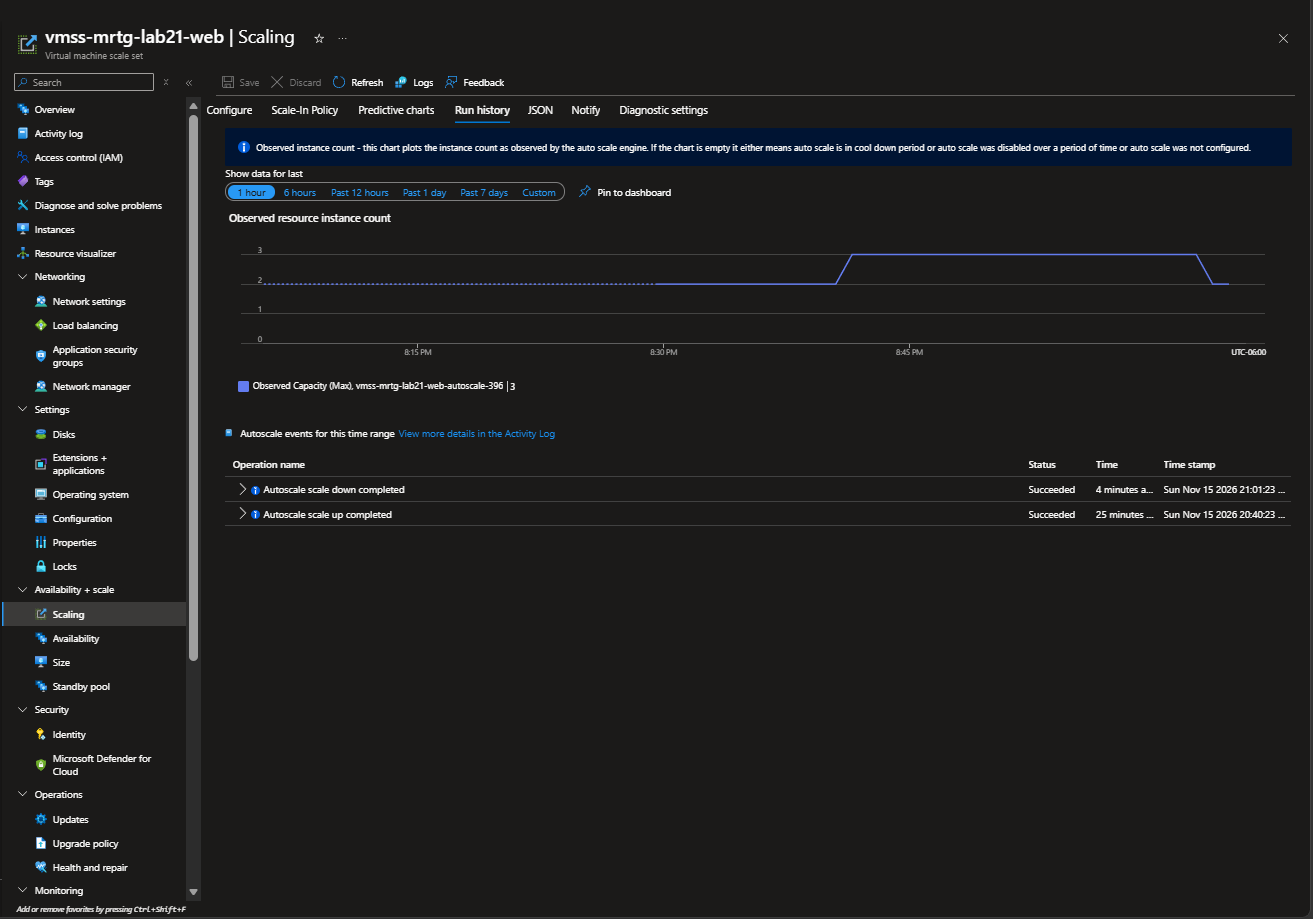 vmss-mrtg-lab21-web | Scaling
Virtual machine scale set
Search
Save
Discard
Refresh
Logs
Feedback
Overview
Activity log
Access control (IAM)
Tags
Diagnose and solve problems
Instances
Resource visualizer
Networking
Network settings
Load balancing
Application security
groups
Network manager
Settings
Disks
Extensions +
applications
Operating system
Configuration
Properties
Locks
Availability + scale
Scaling
Availability
Size
Standby pool
Security
Identity
Microsoft Defender for
Cloud
Operations
Updates
Upgrade policy
Health and repair
Monitoring
Add or remove favorites by pressing Ctrl+Shift+F
Configure
Scale-In Policy
Predictive charts
Run history
JSON
Notify
Diagnostic settings
Observed instance count - this chart plots the instance count as observed by the auto scale engine. If the chart is empty it either means auto scale is in cool down period or auto scale was disabled over a period of time or auto scale was not configured.
Show data for last
1 hour
6 hours
Past 12 hours
Past 1 day
Past 7 days
Custom
Pin to dashboard
Observed resource instance count
3
2
1
0
8:15 PM
8:30 PM
8:45 PM
UTC-06:00
Observed Capacity (Max), vmss-mrtg-lab21-web-autoscale-396 | 3
Autoscale events for this time range View more details in the Activity Log
Operation name Status Time Time stamp
Autoscale scale down completed Succeeded 4 minutes a... Sun Nov 15 2026 21:01:23 ...
Autoscale scale up completed Succeeded 25 minutes ... Sun Nov 15 2026 20:40:23 ...